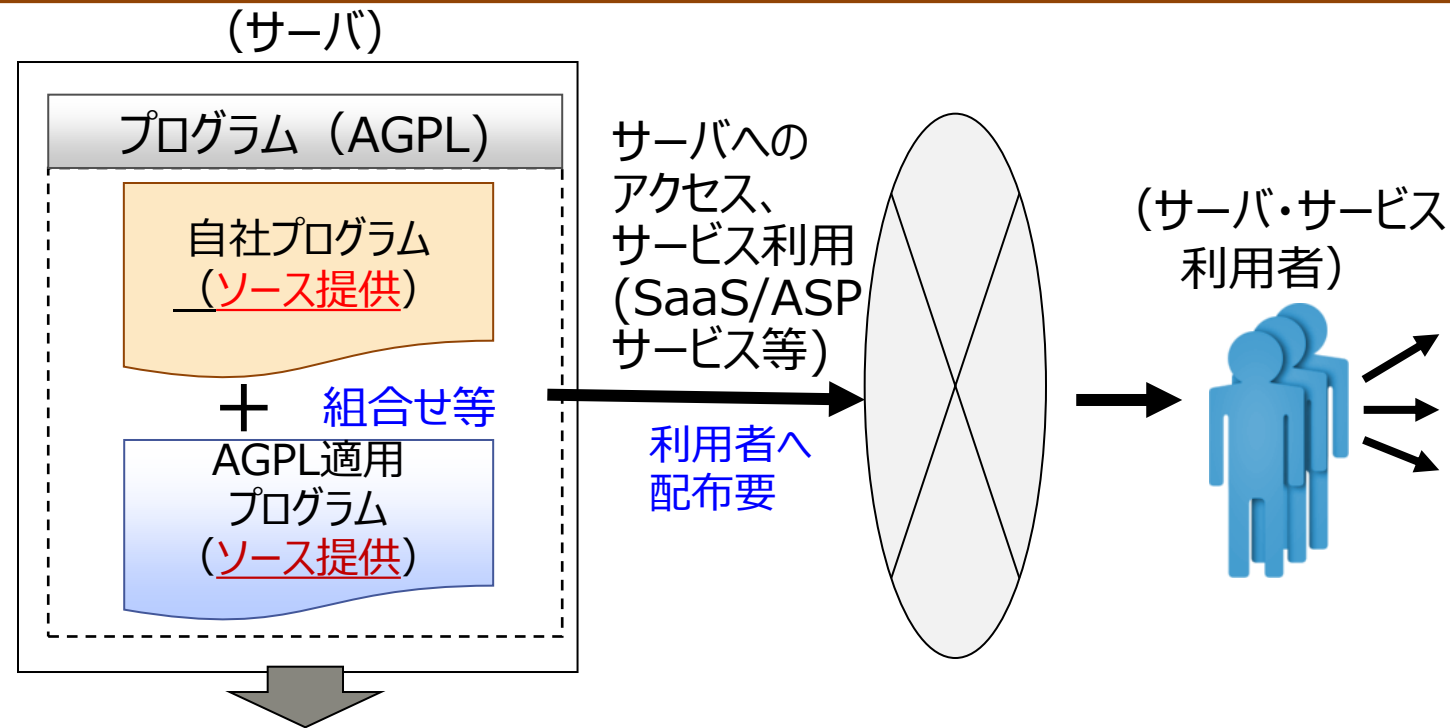 （サーバ）
プログラム（AGPL)
自社プログラム
（ソース提供）
＋ 組合せ等
AGPL適用
プログラム
（ソース提供）
サーバへの
アクセス、
サービス利用
(SaaS/ASP
サービス等)
利用者へ
配布要
（サーバ・サービス
利用者）